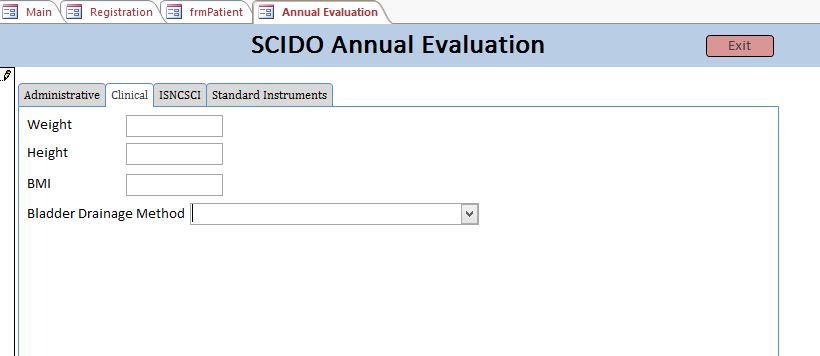 Main Registration frmPatient Annual Evaluation
SCIDO Annual Evaluation Exit
Administrative Clinical ISNCSCI Standard Instruments
Weight
Height
BMI
Bladder Drainage Method